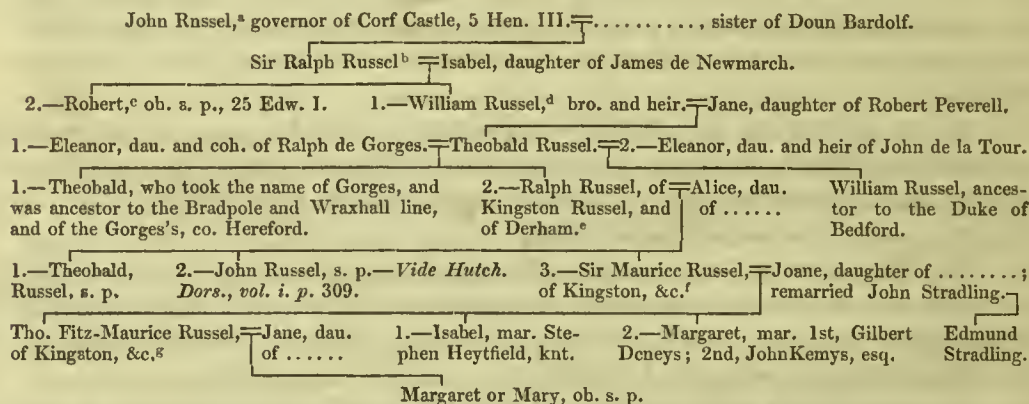 John Rnssel,ᵃ governor of Corf Castle, 5 Hen. III.=.........., sister of Doun Bardolf.
Sir Ralph Russelᵇ=Isabel, daughter of James de Newmarch.
2.—Robert,ᶜ ob. s. p., 25 Edw. I. 1.—William Russel,ᵈ bro. and heir.=Jane, daughter of Robert Peverell.
1.—Eleanor, dau. and coh. of Ralph de Gorges.=Theobald Russel.=2.—Eleanor, dau. and heir of John de la Tour.
1.—Theobald, who took the name of Gorges, and was ancestor to the Bradpole and Wraxhall line, and of the Gorges's, co. Hereford.
2.—Ralph Russel, of Kingston Russel, and of Derham.ᵉ=Alice, dau. of ......
William Russel, ancestor to the Duke of Bedford.
1.—Theobald, Russel, s. p.
2.—John Russel, s. p.—Vide Hutch. Dors., vol. i. p. 309.
3.—Sir Maurice Russel, of Kingston, &c.ᶠ=Joane, daughter of ........; remarried John Stradling.
Tho. Fitz-Maurice Russel, of Kingston, &c.ᵍ=Jane, dau. of ......
1.—Isabel, mar. Stephen Heytfield, knt.
2.—Margaret, mar. 1st, Gilbert Deneys; 2nd, John Kemys, esq.
Edmund Stradling.
Margaret or Mary, ob. s. p.